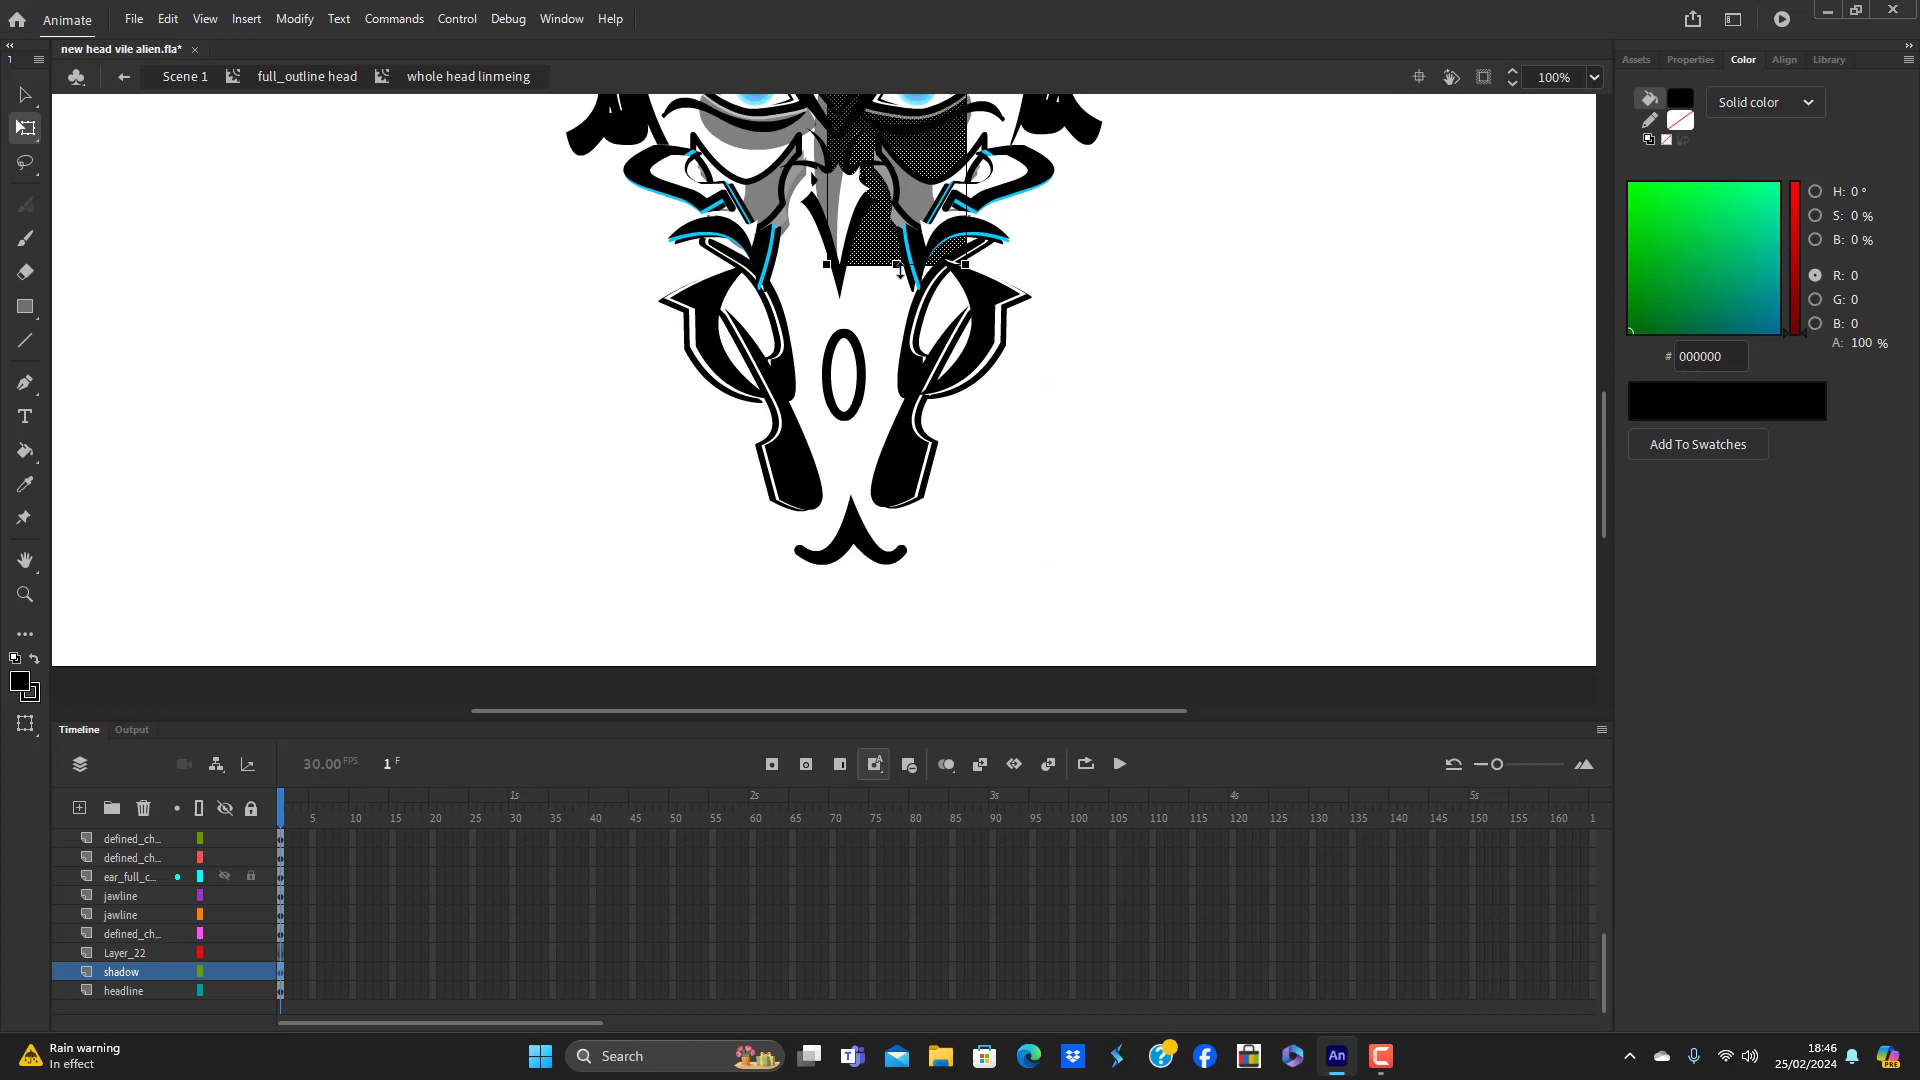 Animate File Edit View Insert Modify Text Commands Control Debug Window Help
new head vile alien.fla* ×
Scene 1 full_outline head whole head linmeing 100%
Assets Properties Color Align Library
Solid color
H: 0 °
S: 0 %
B: 0 %
R: 0
G: 0
B: 0
A: 100 %
# 000000
Add To Swatches
Timeline Output
30.00 FPS 1 F
1s 2s 3s 4s 5s
5 10 15 20 25 30 35 40 45 50 55 60 65 70 75 80 85 90 95 100 105 110 115 120 125 130 135 140 145 150 155 160 1
defined_ch...
defined_ch...
ear_full_c...
jawline
jawline
defined_ch...
Layer_22
shadow
headline
Rain warning
In effect
Search
An
PRE
18:46
25/02/2024